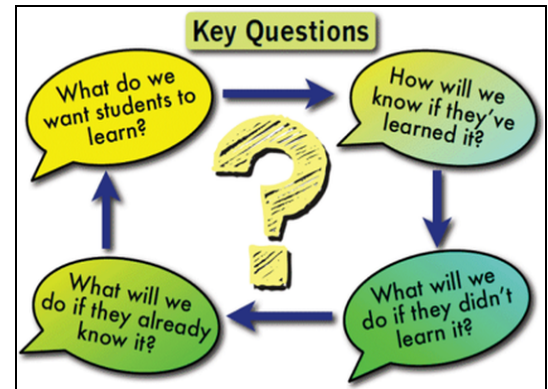 Key Questions
What do we
want students to
learn?
How will we
know if they've
learned it?
What will we
do if they didn't
learn it?
What will we
do if they already
know it?
?